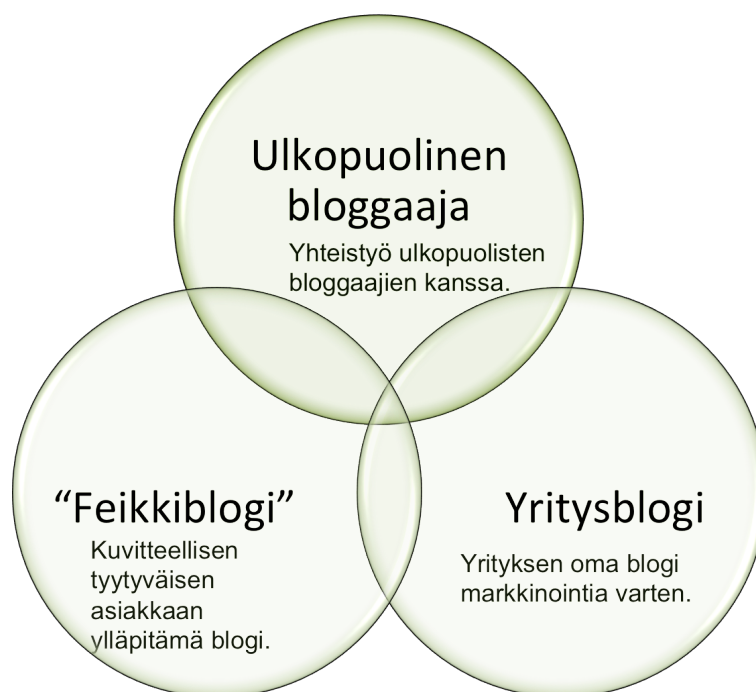 Ulkopuolinen
bloggaaja
Yhteistyö ulkopuolisten
bloggaajien kanssa.
“Feikkiblogi”
Kuvitteellisen
tyytyväisen
asiakkaan
ylläpitämä blogi.
Yritysblogi
Yrityksen oma blogi
markkinointia varten.